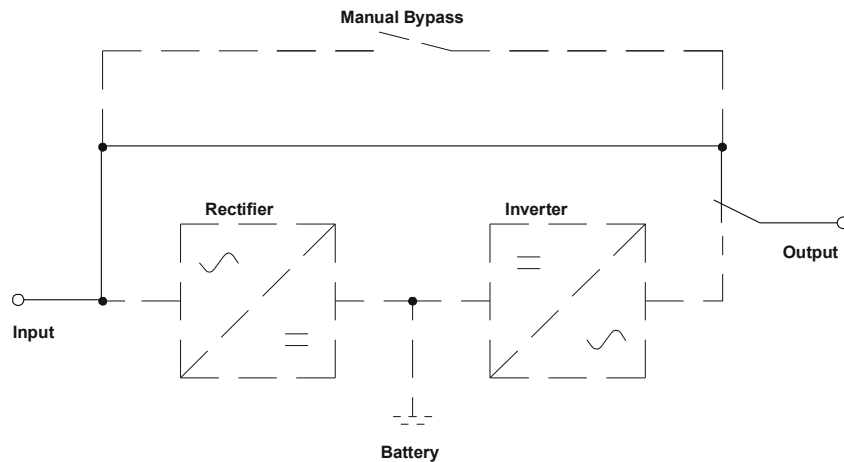 Manual Bypass
Rectifier
Inverter
Output
Input
Battery